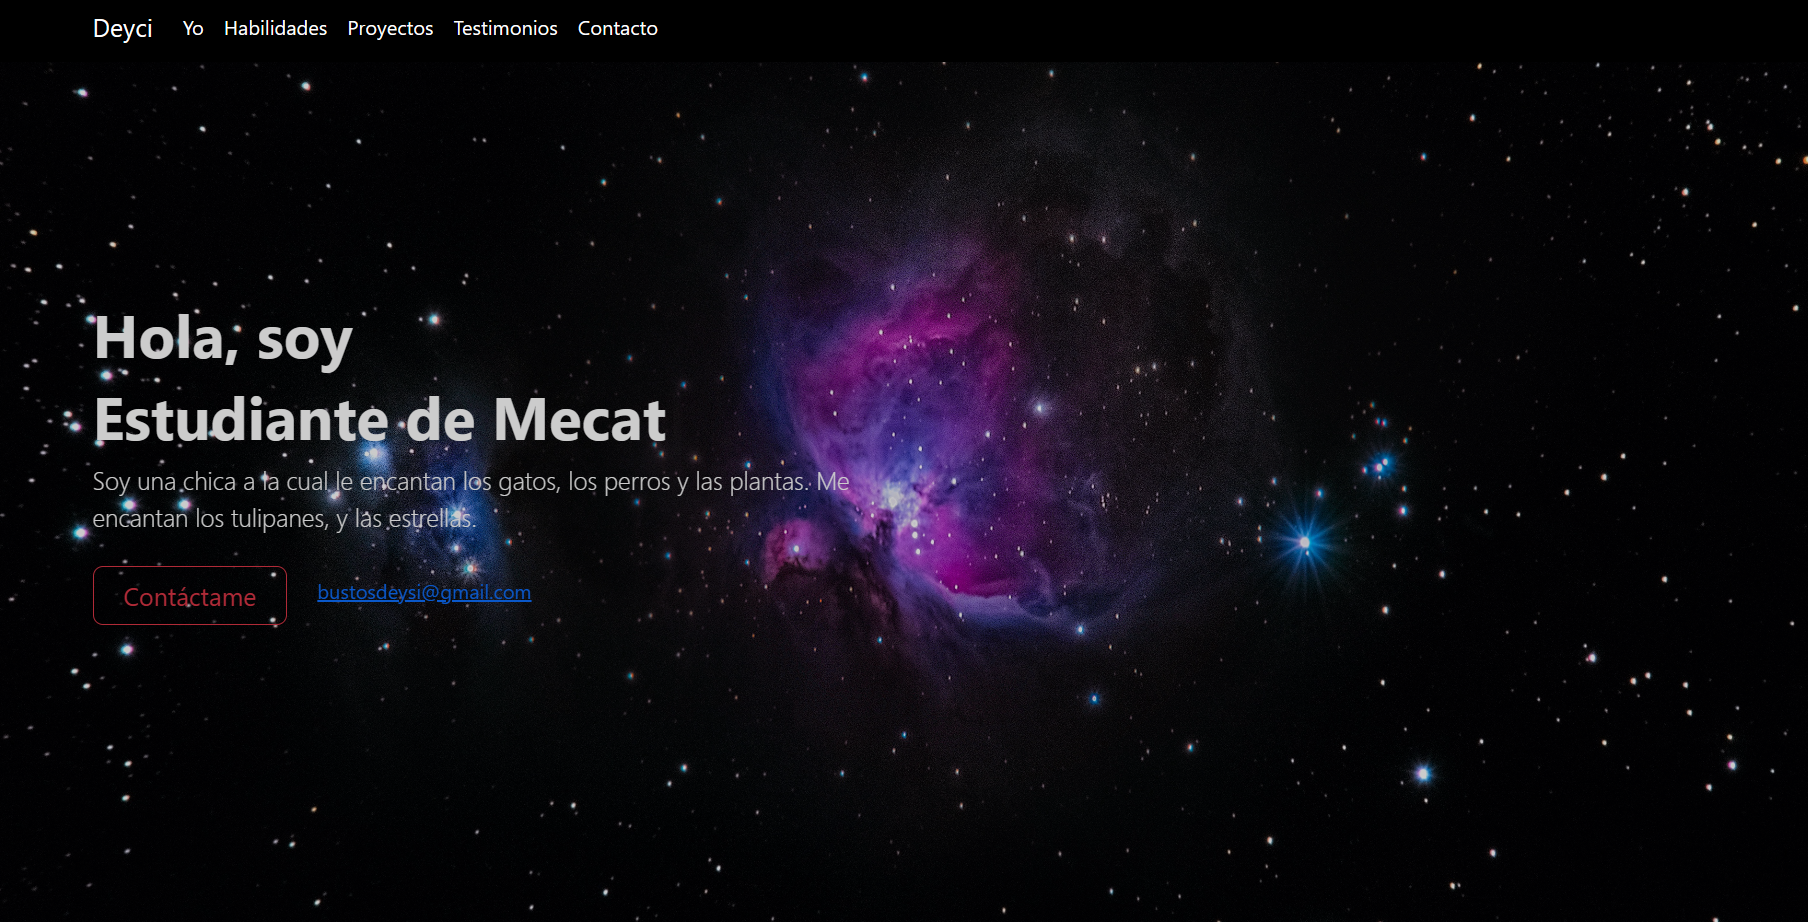 Deyci Yo Habilidades Proyectos Testimonios Contacto
Hola, soy
Estudiante de Mecat
Soy una chica a la cual le encantan los gatos, los perros y las plantas. Me
encantan los tulipanes, y las estrellas.
Contáctame bustosdeysi@gmail.com